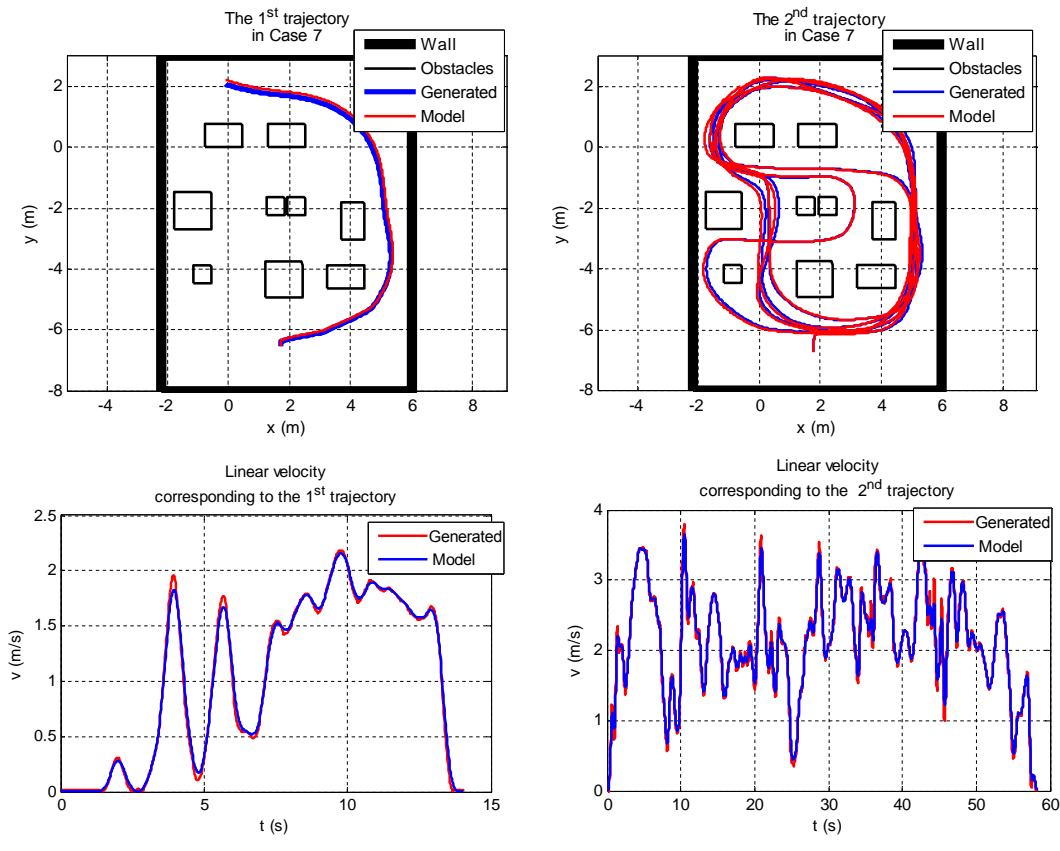 The 1st trajectory
in Case 7
Wall
Obstacles
Generated
Model
2
0
-2
-4
-6
-8
y (m)
-4
-2
0
2
4
6
8
x (m)
The 2nd trajectory
in Case 7
Wall
Obstacles
Generated
Model
2
0
-2
-4
-6
-8
y (m)
-4
-2
0
2
4
6
8
x (m)
Linear velocity
corresponding to the 1st trajectory
Generated
Model
2.5
2
1.5
1
0.5
0
v (m/s)
0
5
10
15
t (s)
Linear velocity
corresponding to the 2nd trajectory
Generated
Model
4
3
2
1
0
v (m/s)
0
10
20
30
40
50
60
t (s)